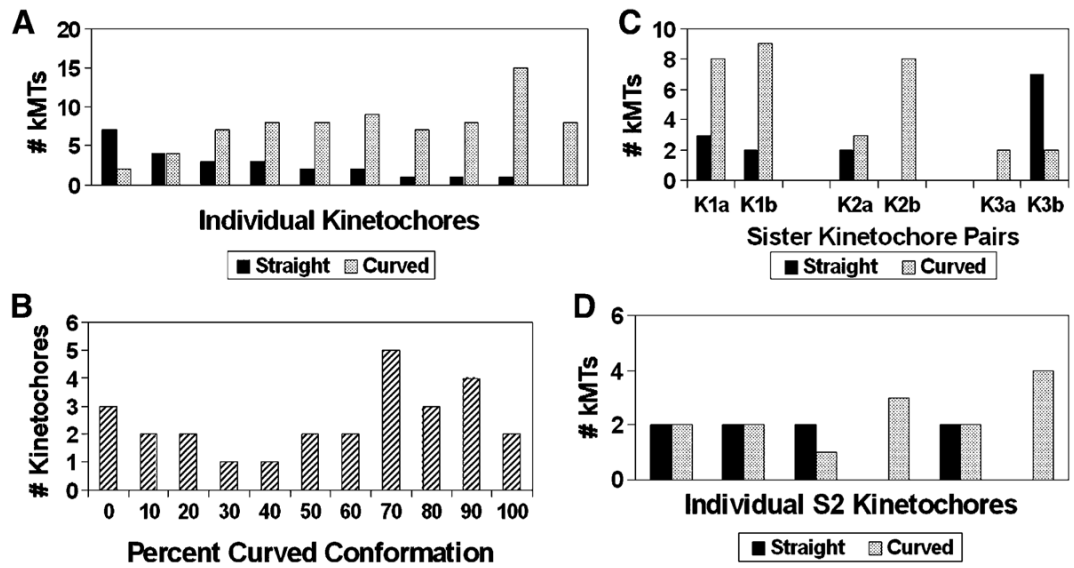 A
# kMTs
20
15
10
5
0
Individual Kinetochores
Straight Curved
B
# Kinetochores
6
5
4
3
2
1
0
0 10 20 30 40 50 60 70 80 90 100
Percent Curved Conformation
C
# kMTs
10
8
6
4
2
0
K1a K1b K2a K2b K3a K3b
Sister Kinetochore Pairs
Straight Curved
D
# kMTs
6
4
2
0
Individual S2 Kinetochores
Straight Curved